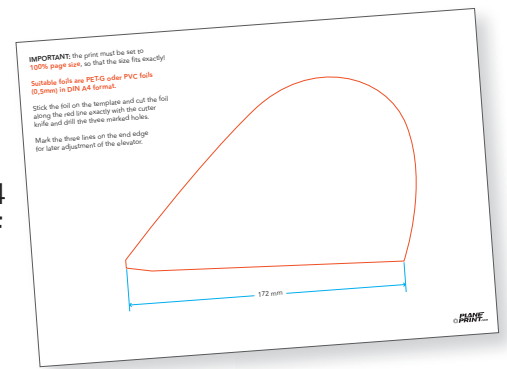 IMPORTANT: the print must be set to
100% page size, so that the size fits exactly!
Suitable foils are PET-G oder PVC foils
(0,5mm) in DIN A4 format.
Stick the foil on the template and cut the foil
along the red line exactly with the cutter
knife and drill the three marked holes.
Mark the three lines on the end edge
for later adjustment of the elevator.
4
:
172 mm
PLANE
PRINT